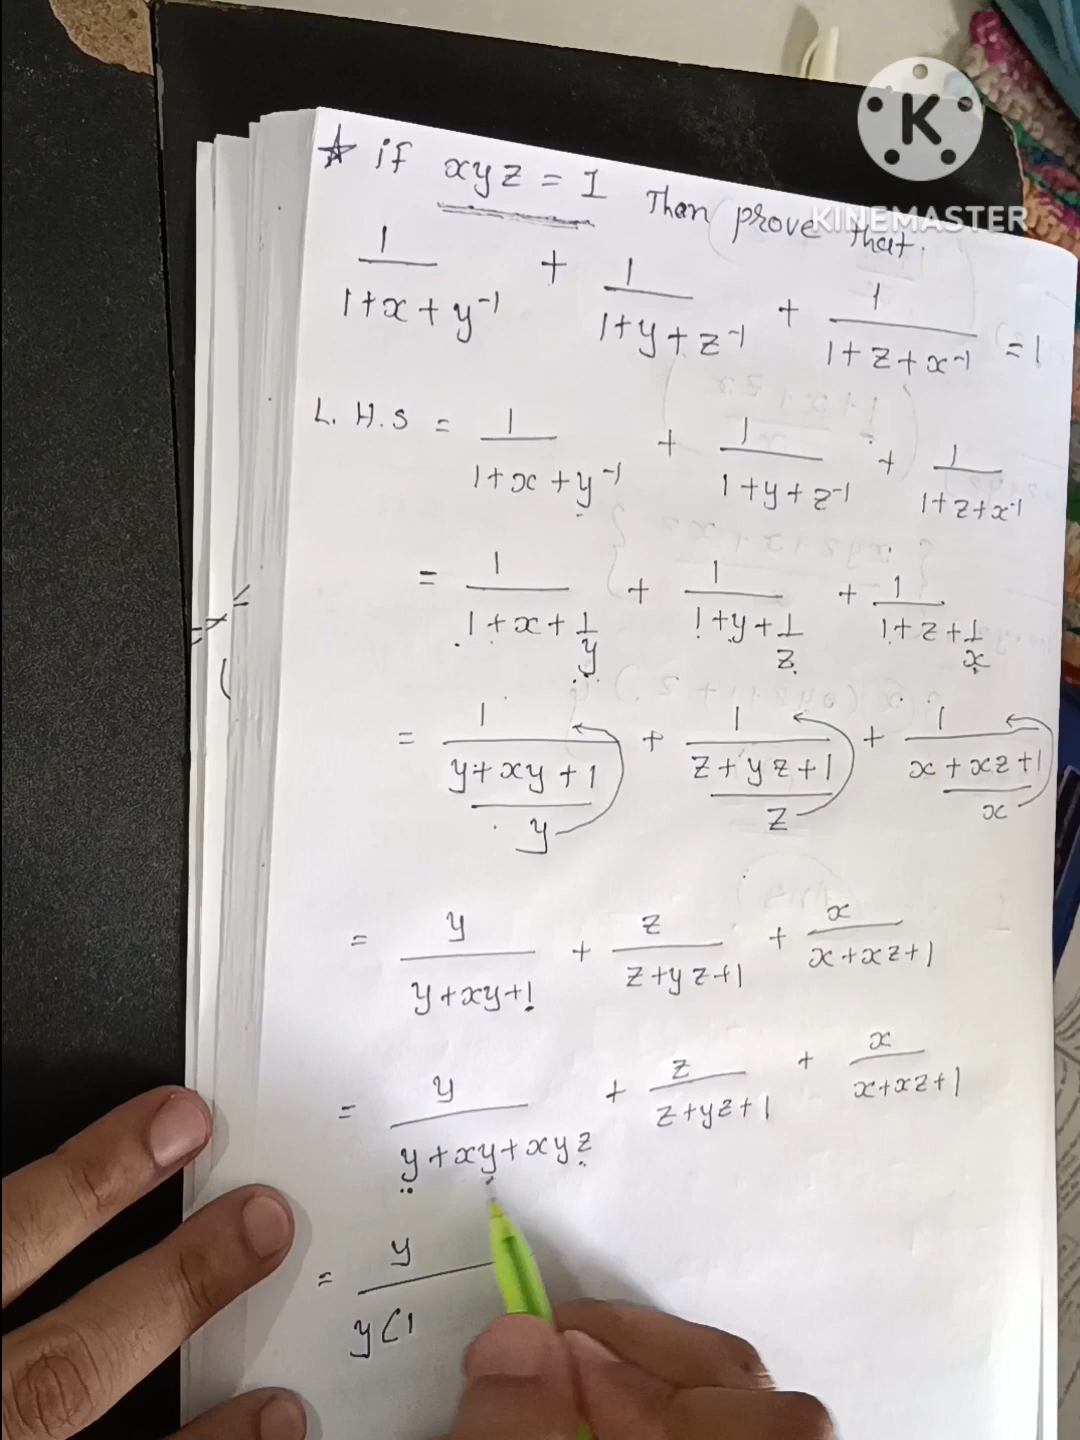 ☆ if xyz = 1 Than prove that.
K
KINEMASTER
1/(1+x+y⁻¹) + 1/(1+y+z⁻¹) + 1/(1+z+x⁻¹) = 1
L.H.S = 1/(1+x+y⁻¹) + 1/(1+y+z⁻¹) + 1/(1+z+x⁻¹)
= 1/(1+x+1/y) + 1/(1+y+1/z) + 1/(1+z+1/x)
= 1/((y+xy+1)/y) + 1/((z+yz+1)/z) + 1/((x+xz+1)/x)
= y/(y+xy+1) + z/(z+yz+1) + x/(x+xz+1)
= y/(y+xy+xyz) + z/(z+yz+1) + x/(x+xz+1)
= y/y(1